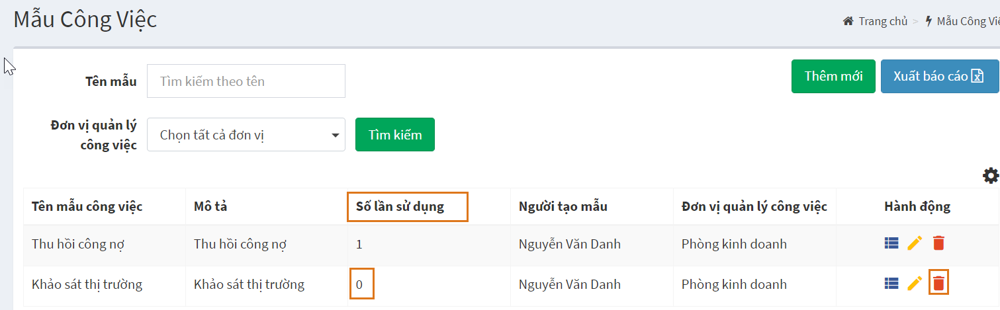 Mẫu Công Việc
Trang chủ > Mẫu Công Việ
Tên mẫu
Tìm kiếm theo tên
Thêm mới
Xuất báo cáo
Đơn vị quản lý
công việc
Chọn tất cả đơn vị
Tìm kiếm
Tên mẫu công việc Mô tả Số lần sử dụng Người tạo mẫu Đơn vị quản lý công việc Hành động
Thu hồi công nợ Thu hồi công nợ 1 Nguyễn Văn Danh Phòng kinh doanh
Khảo sát thị trường Khảo sát thị trường 0 Nguyễn Văn Danh Phòng kinh doanh